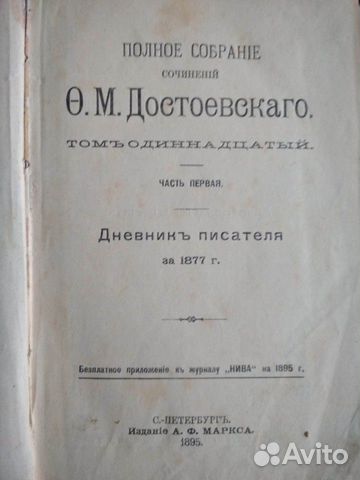 ПОЛНОЕ СОБРАНІЕ
СОЧИНЕНІЙ
Ѳ. М. Достоевскаго.
ТОМЪ ОДИННАДЦАТЫЙ.
ЧАСТЬ ПЕРВАЯ.
Дневникъ писателя
за 1877 г.
Безплатное приложеніе къ журналу „НИВА" на 1895 г.
С.-ПЕТЕРБУРГЪ.
Изданіе А. Ф. МАРКСА.
1895.
Avito